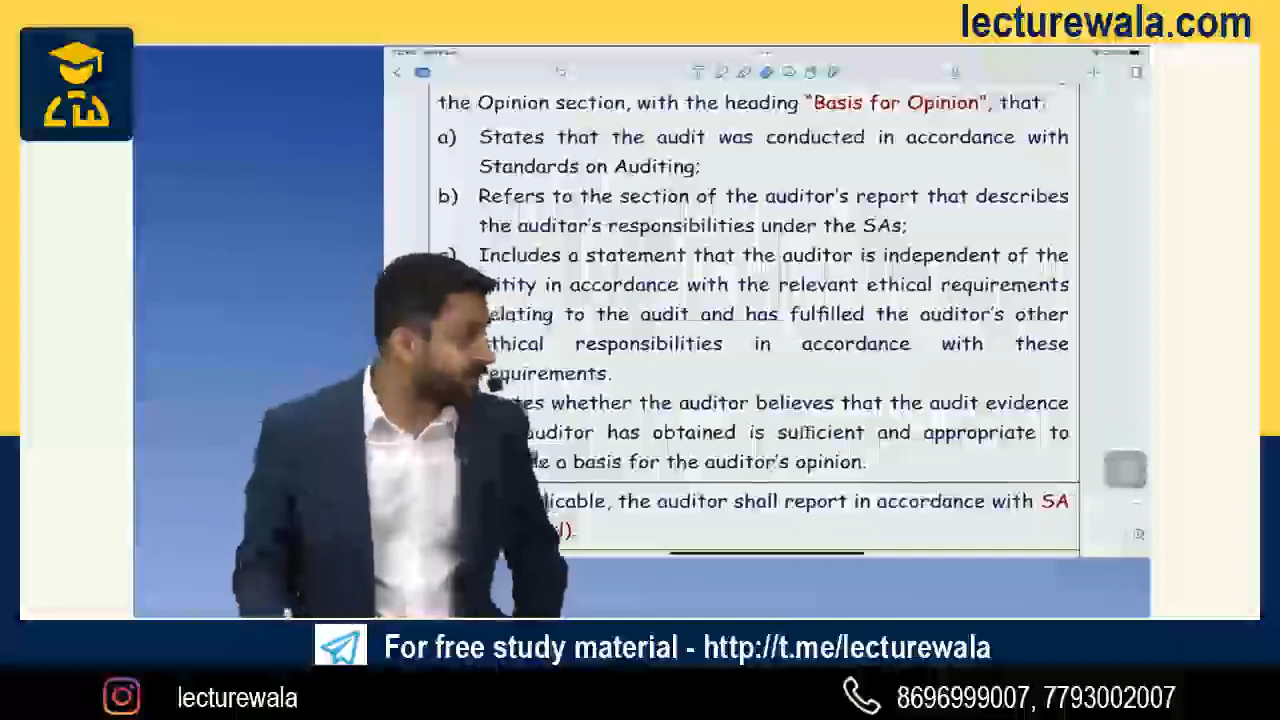 lecturewala.com
the Opinion section, with the heading "Basis for Opinion", that:
a) States that the audit was conducted in accordance with
Standards on Auditing;
b) Refers to the section of the auditor's report that describes
the auditor's responsibilities under the SAs;
Includes a statement that the auditor is independent of the
in accordance with the relevant ethical requirements
to the audit and has fulfilled the auditor's other
responsibilities in accordance with these
whether the auditor believes that the audit evidence
auditor has obtained is sufficient and appropriate to
a basis for the auditor's opinion.
the auditor shall report in accordance with SA
For free study material - http://t.me/lecturewala
lecturewala
8696999007, 7793002007